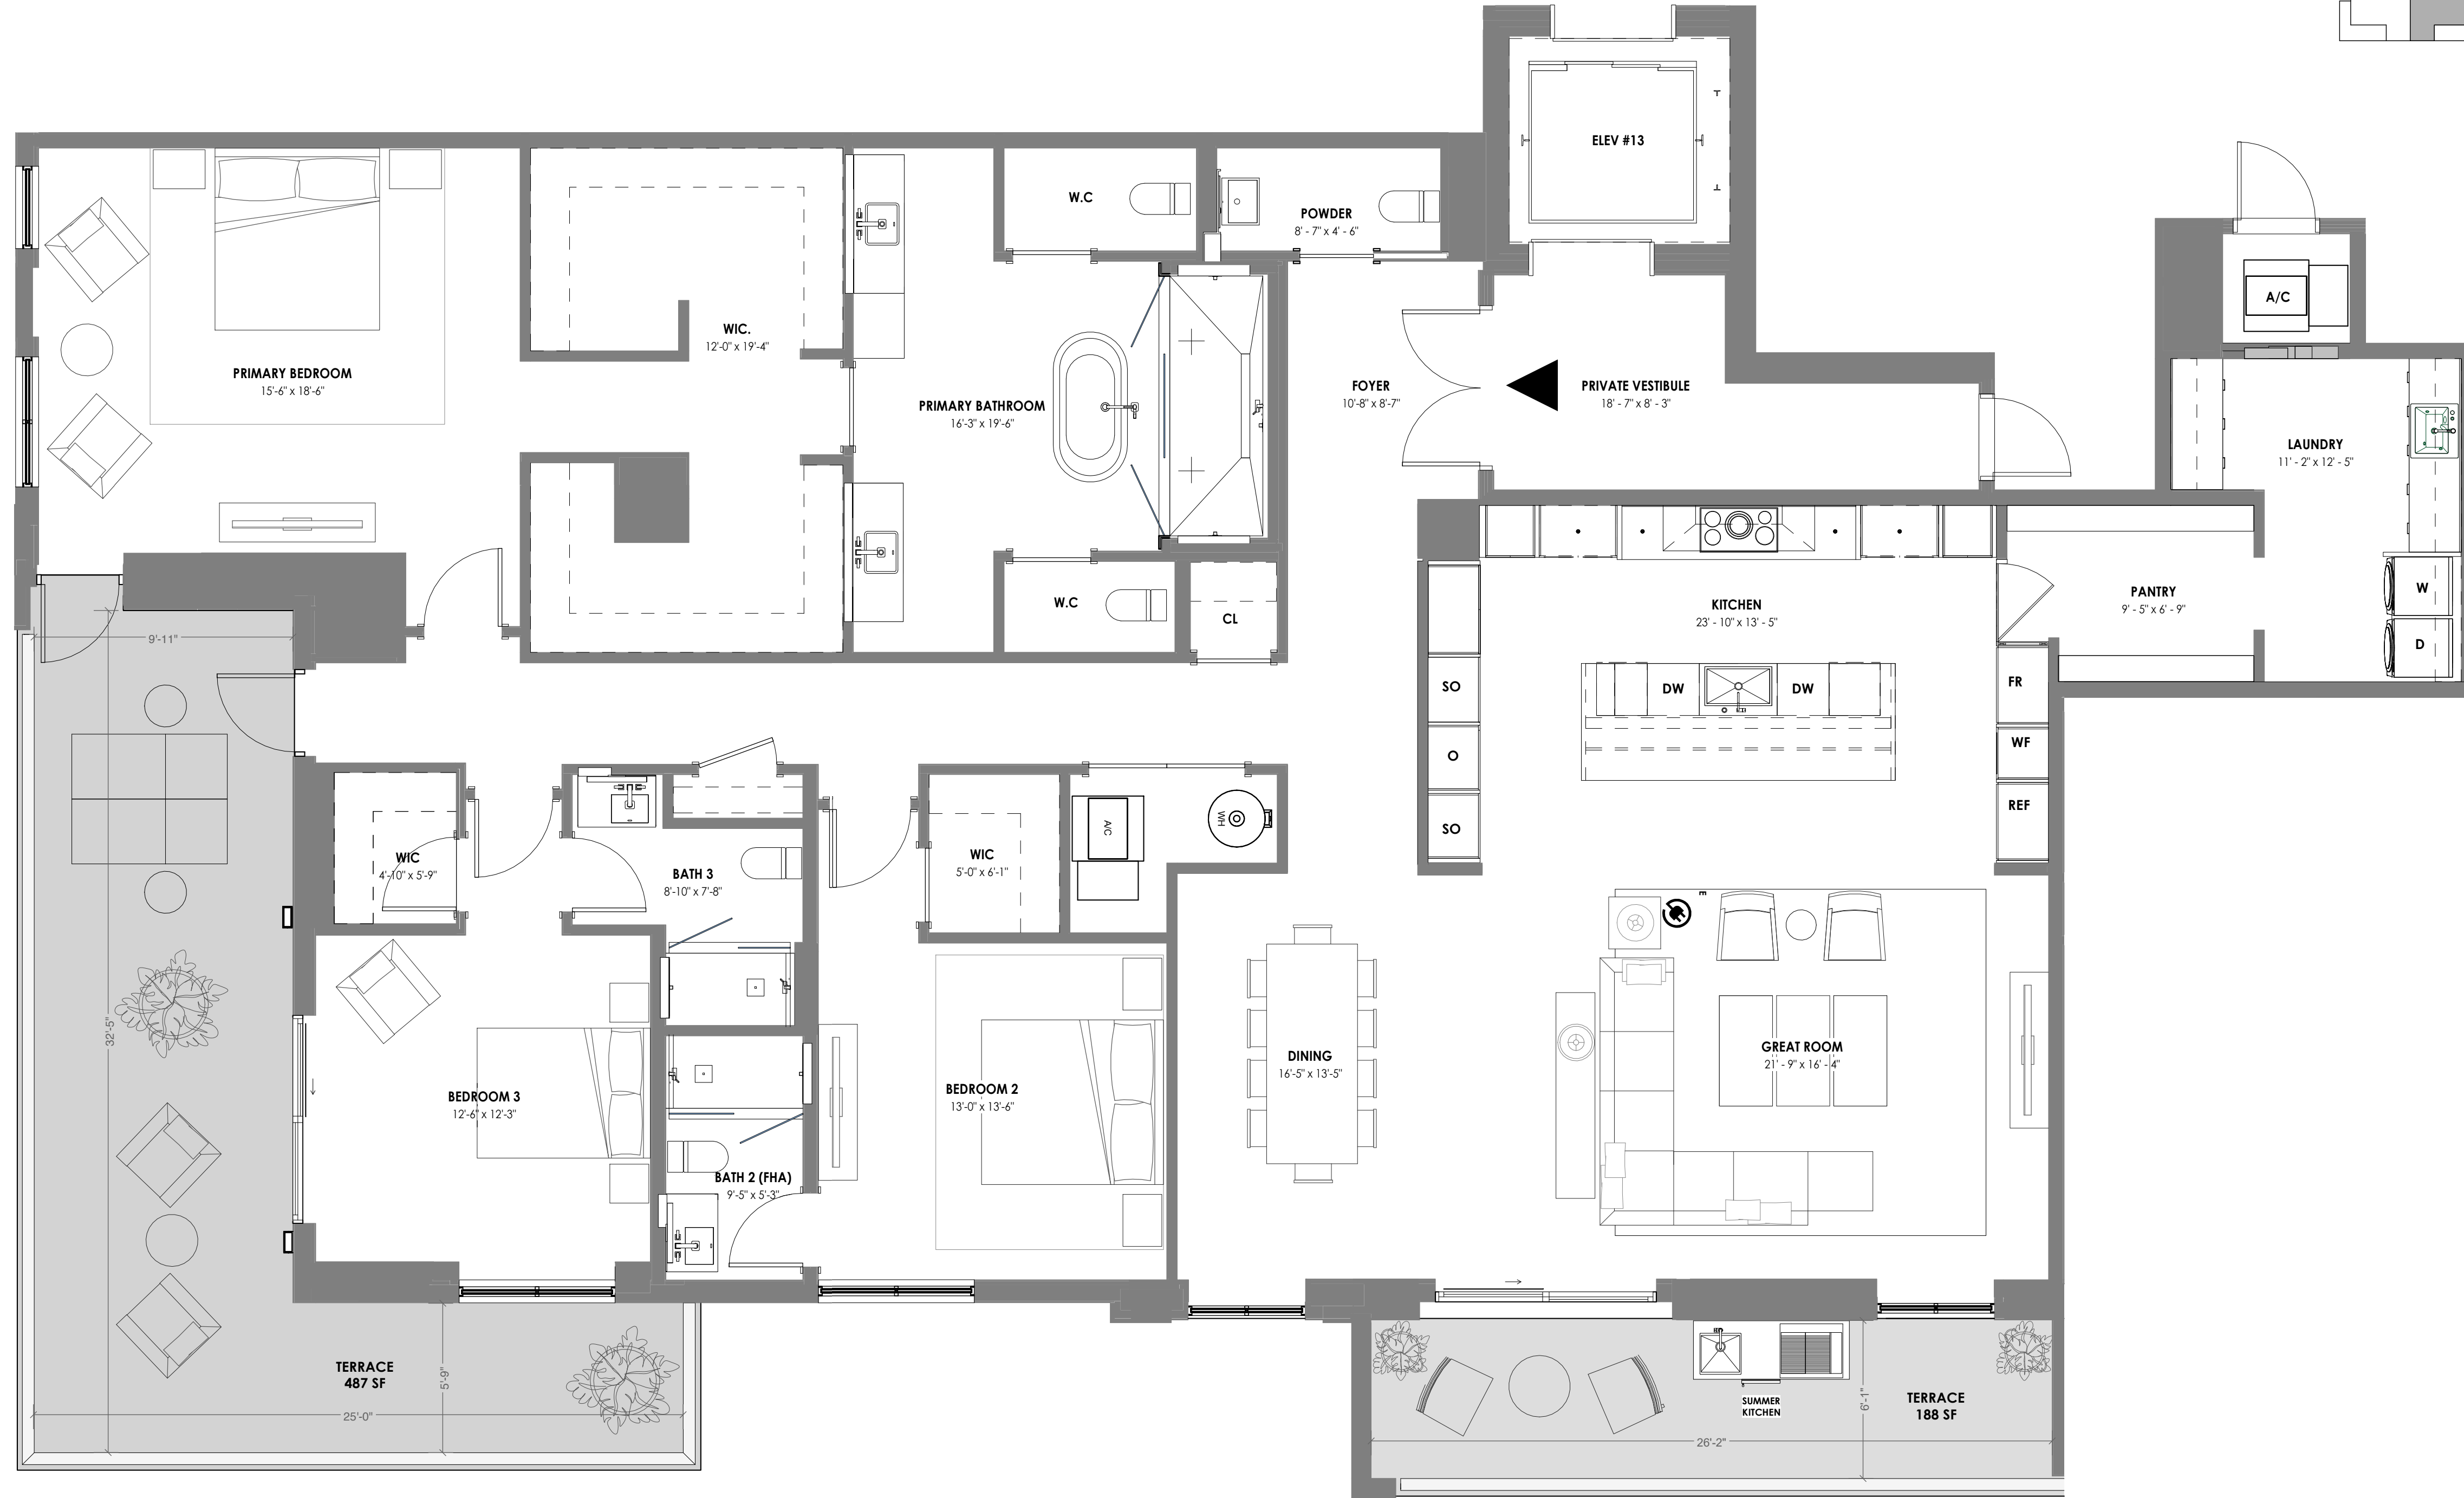 ELEV #13
W.C
POWDER
8' - 7" x 4' - 6"
A/C
WIC.
12'-0" x 19'-4"
PRIMARY BEDROOM
15'-6" x 18'-6"
PRIMARY BATHROOM
16'-3" x 19'-6"
FOYER
10'-8" x 8'-7"
PRIVATE VESTIBULE
18' - 7" x 8' - 3"
LAUNDRY
11' - 2" x 12' - 5"
W.C
CL
KITCHEN
23' - 10" x 13' - 5"
PANTRY
9' - 5" x 6' - 9"
W
D
9'-11"
SO
DW
DW
FR
O
WF
SO
REF
WIC
4'-10" x 5'-9"
BATH 3
8'-10" x 7'-8"
WIC
5'-0" x 6'-1"
A/C
WH
E
32'-5"
BEDROOM 3
12'-6" x 12'-3"
BEDROOM 2
13'-0" x 13'-6"
DINING
16'-5" x 13'-5"
GREAT ROOM
21' - 9" x 16' - 4"
BATH 2 (FHA)
9'-5" x 5'-3"
TERRACE
487 SF
5'-9"
25'-0"
SUMMER
KITCHEN
6'-1"
TERRACE
188 SF
26'-2"